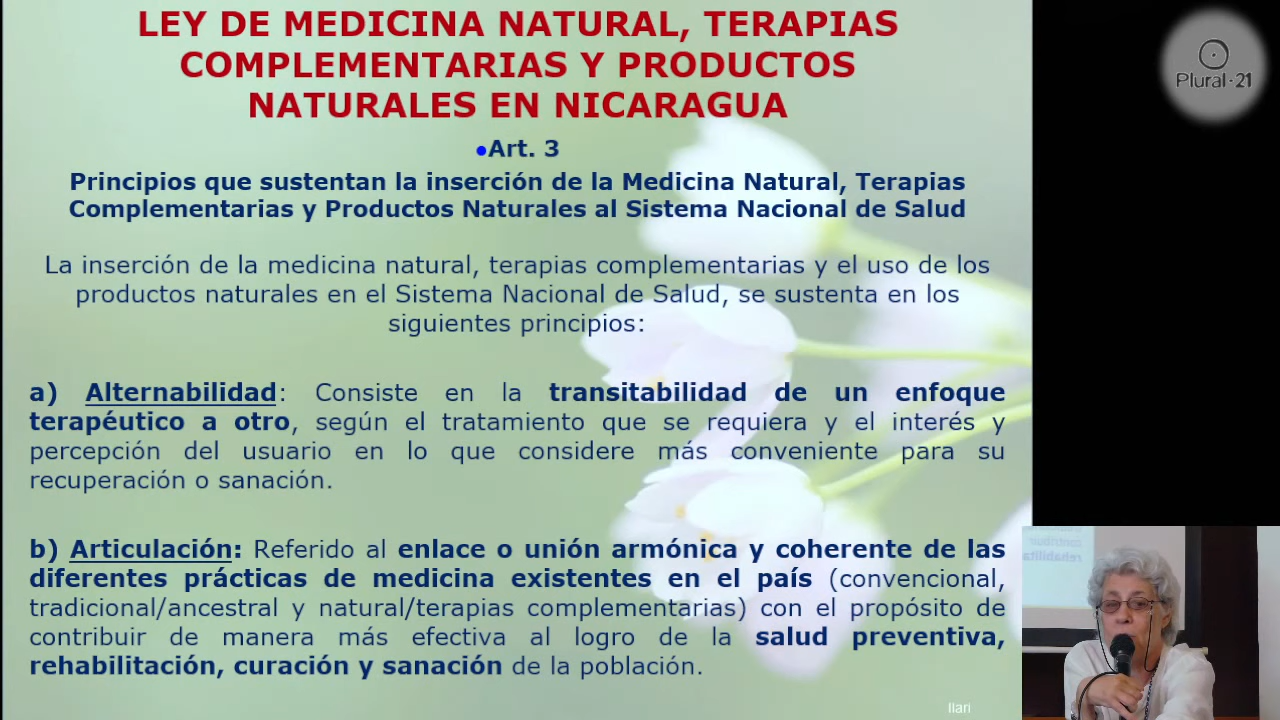 LEY DE MEDICINA NATURAL, TERAPIAS
COMPLEMENTARIAS Y PRODUCTOS
NATURALES EN NICARAGUA
•Art. 3
Principios que sustentan la inserción de la Medicina Natural, Terapias
Complementarias y Productos Naturales al Sistema Nacional de Salud
La inserción de la medicina natural, terapias complementarias y el uso de los
productos naturales en el Sistema Nacional de Salud, se sustenta en los
siguientes principios:
a) Alternabilidad: Consiste en la transitabilidad de un enfoque
terapéutico a otro, según el tratamiento que se requiera y el interés y
percepción del usuario en lo que considere más conveniente para su
recuperación o sanación.
b) Articulación: Referido al enlace o unión armónica y coherente de las
diferentes prácticas de medicina existentes en el país (convencional,
tradicional/ancestral y natural/terapias complementarias) con el propósito de
contribuir de manera más efectiva al logro de la salud preventiva,
rehabilitación, curación y sanación de la población.
Ilari
Plural-21